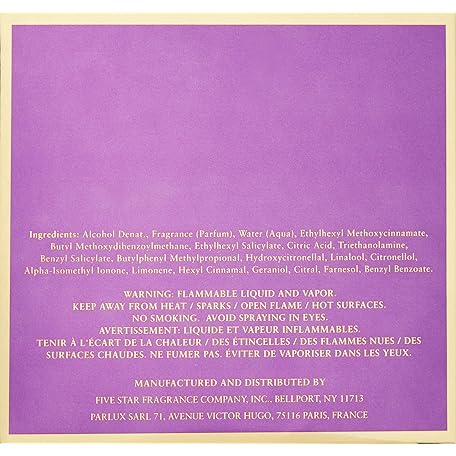 Ingredients: Alcohol Denat., Fragrance (Parfum), Water (Aqua), Ethylhexyl Methoxycinnamate,
Butyl Methoxydibenzoylmethane, Ethylhexyl Salicylate, Citric Acid, Triethanolamine,
Benzyl Salicylate, Butylphenyl Methylpropional, Hydroxycitronellal, Linalool, Citronellol,
Alpha-Isomethyl Ionone, Limonene, Hexyl Cinnamal, Geraniol, Citral, Farnesol, Benzyl Benzoate.
WARNING: FLAMMABLE LIQUID AND VAPOR.
KEEP AWAY FROM HEAT / SPARKS / OPEN FLAME / HOT SURFACES.
NO SMOKING. AVOID SPRAYING IN EYES.
AVERTISSEMENT: LIQUIDE ET VAPEUR INFLAMMABLES.
TENIR À L'ÉCART DE LA CHALEUR / DES ÉTINCELLES / DES FLAMMES NUES / DES
SURFACES CHAUDES. NE FUMER PAS. ÉVITER DE VAPORISER DANS LES YEUX.
MANUFACTURED AND DISTRIBUTED BY
FIVE STAR FRAGRANCE COMPANY, INC., BELLPORT, NY 11713
PARLUX SARL 71, AVENUE VICTOR HUGO, 75116 PARIS, FRANCE